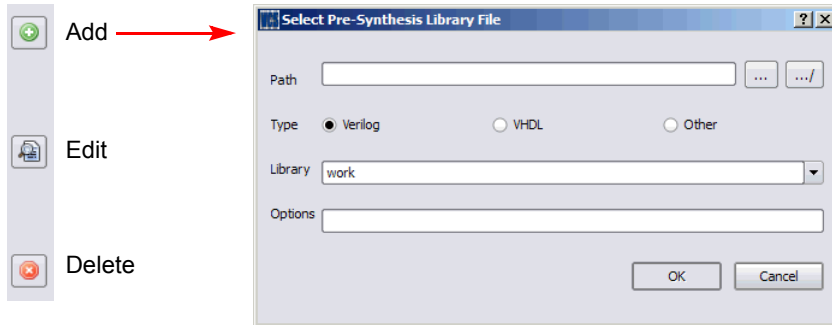 Add
Edit
Delete
Select Pre-Synthesis Library File
Path
...
.../
Type
Verilog
VHDL
Other
Library
work
Options
OK
Cancel